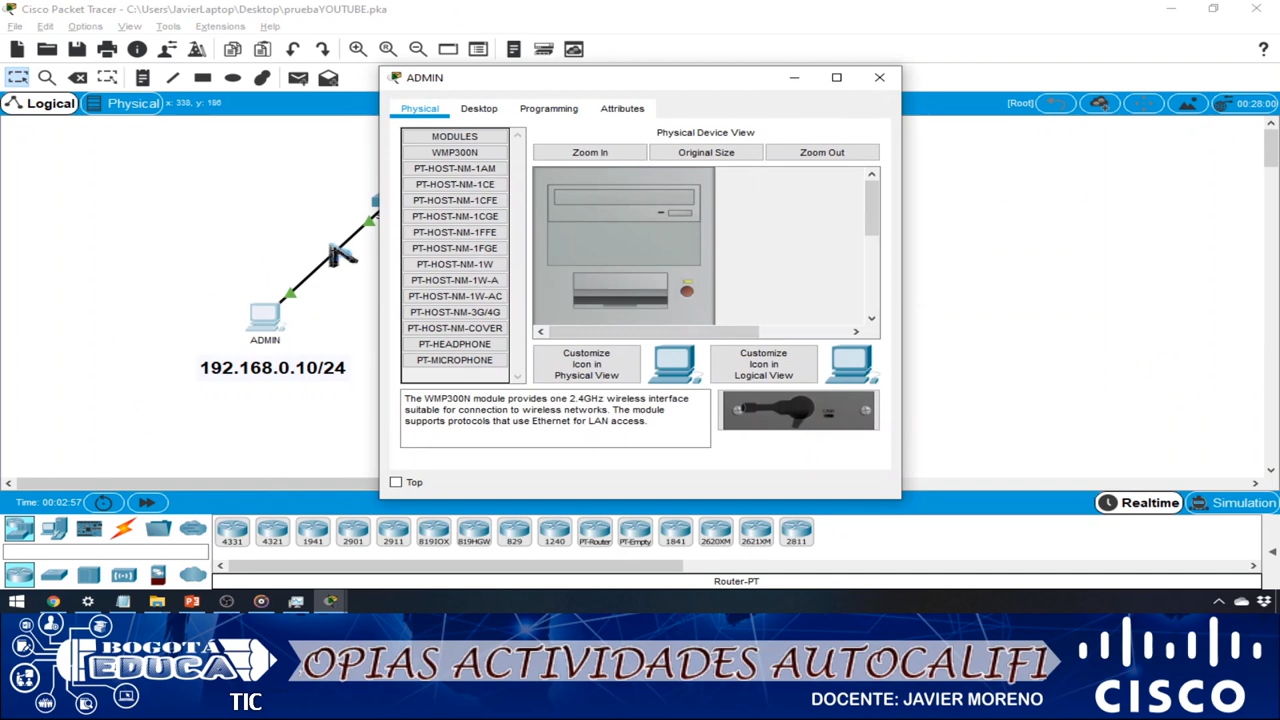 Cisco Packet Tracer - C:\Users\JavierLaptop\Desktop\pruebaYOUTUBE.pka
File Edit Options View Tools Extensions Help
Logical Physical x: 338, y: 186 [Root] 00:28:00
ADMIN
Physical Desktop Programming Attributes
MODULES
WMP300N
PT-HOST-NM-1AM
PT-HOST-NM-1CE
PT-HOST-NM-1CFE
PT-HOST-NM-1CGE
PT-HOST-NM-1FFE
PT-HOST-NM-1FGE
PT-HOST-NM-1W
PT-HOST-NM-1W-A
PT-HOST-NM-1W-AC
PT-HOST-NM-3G/4G
PT-HOST-NM-COVER
PT-HEADPHONE
PT-MICROPHONE
Physical Device View
Zoom In Original Size Zoom Out
Customize
Icon in
Physical View
Customize
Icon in
Logical View
The WMP300N module provides one 2.4GHz wireless interface
suitable for connection to wireless networks. The module
supports protocols that use Ethernet for LAN access.
Top
ADMIN
192.168.0.10/24
Time: 00:02:57
Realtime Simulation
4331 4321 1941 2901 2911 819IOX 819HGW 829 1240 PT-Router PT-Empty 1841 2620XM 2621XM 2811
Router-PT
BOGOTÁ
EDUCA
TIC
OPIAS ACTIVIDADES AUTOCALIFI
DOCENTE: JAVIER MORENO
CISCO